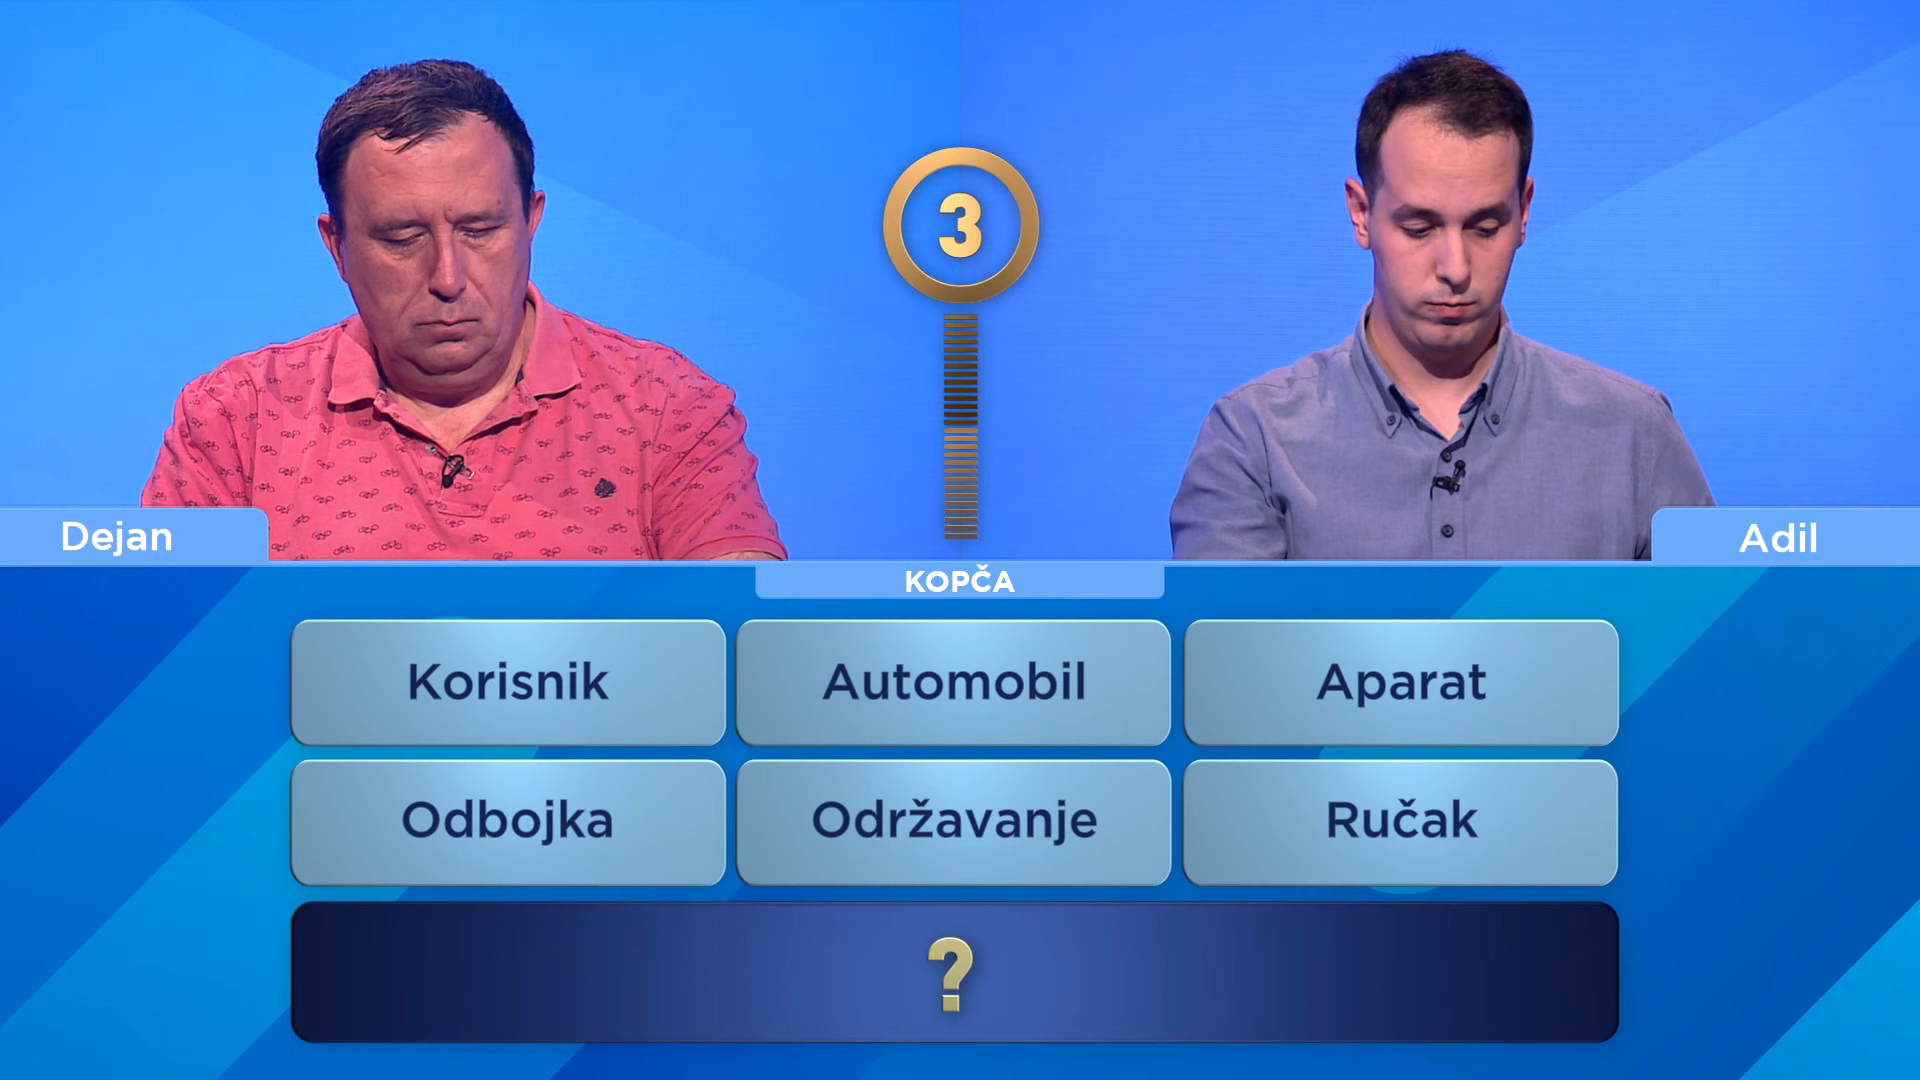 3
Dejan
Adil
KOPČA
Korisnik
Automobil
Aparat
Odbojka
Održavanje
Ručak
?